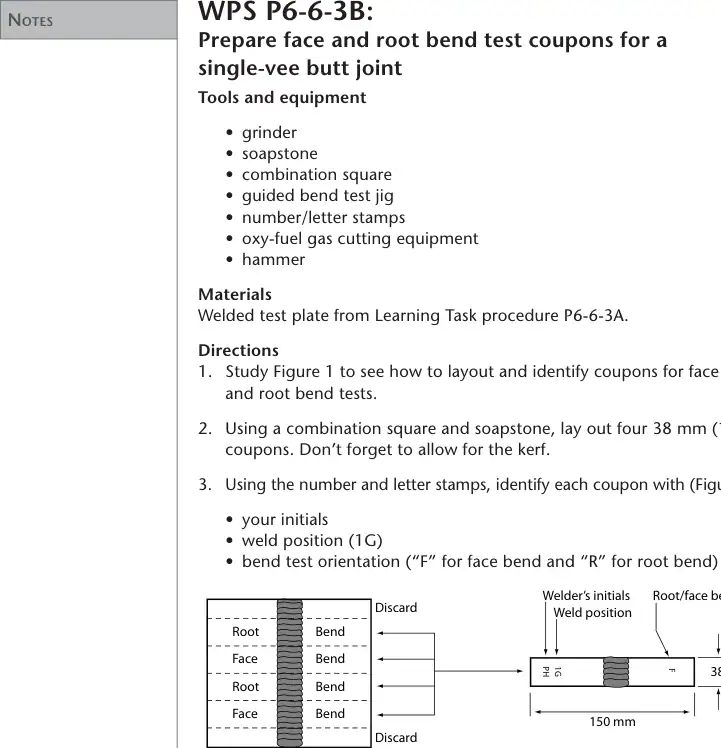 NOTES
WPS P6-6-3B:
Prepare face and root bend test coupons for a
single-vee butt joint
Tools and equipment
• grinder
• soapstone
• combination square
• guided bend test jig
• number/letter stamps
• oxy-fuel gas cutting equipment
• hammer
Materials
Welded test plate from Learning Task procedure P6-6-3A.
Directions
1. Study Figure 1 to see how to layout and identify coupons for face
and root bend tests.
2. Using a combination square and soapstone, lay out four 38 mm (
coupons. Don't forget to allow for the kerf.
3. Using the number and letter stamps, identify each coupon with
• your initials
• weld position (1G)
• bend test orientation (“F” for face bend and “R” for root bend)
Welder's initials Root/face
Weld position
Discard
Root Bend
Face Bend
Root Bend
Face Bend
Discard
PH 1G F
38
150 mm